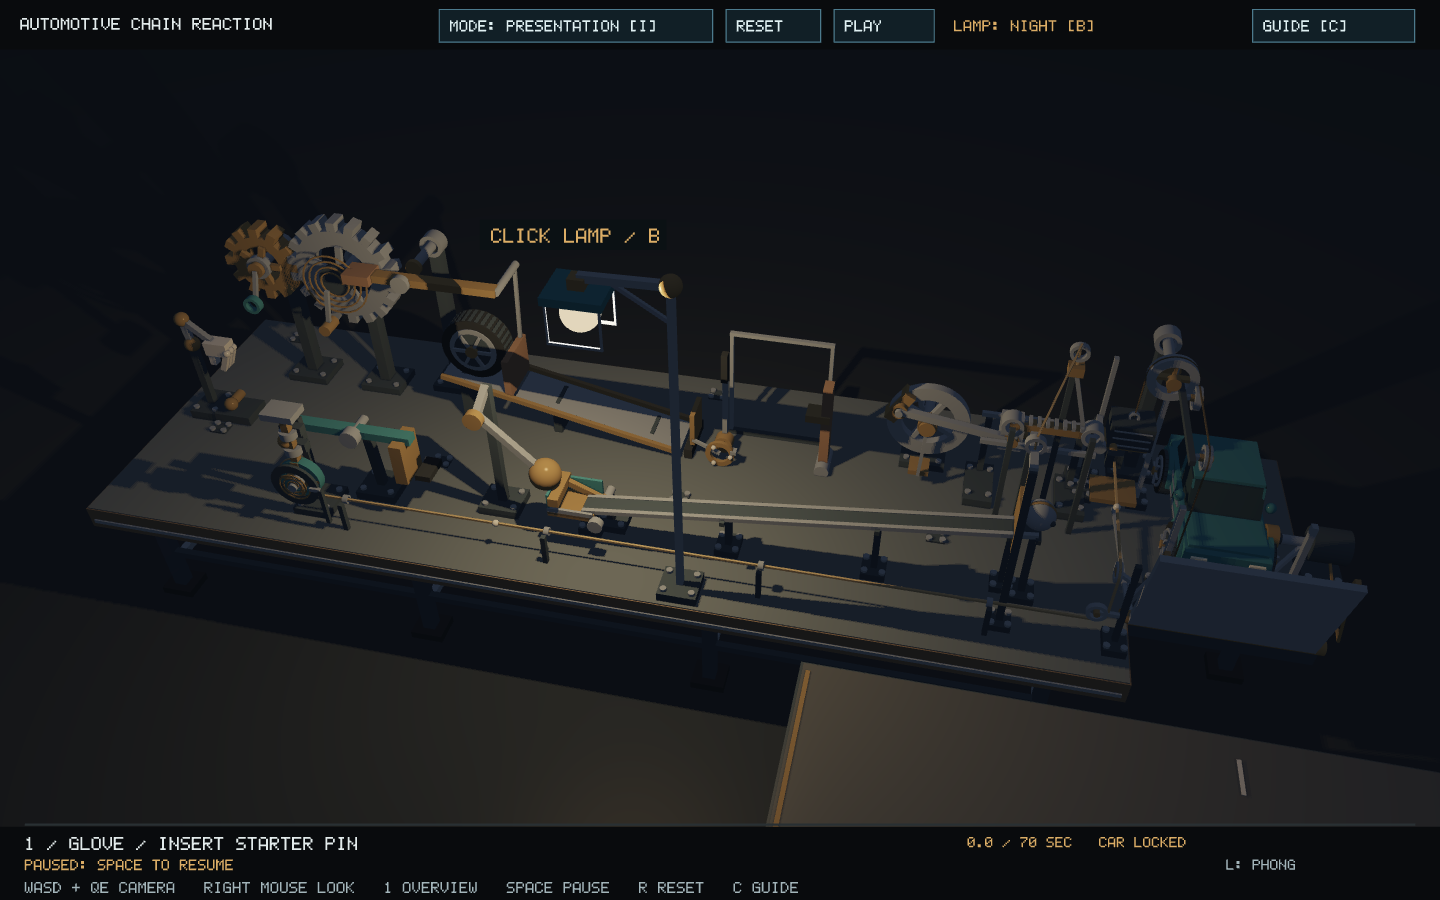 AUTOMOTIVE CHAIN REACTION
MODE: PRESENTATION [I]
RESET
PLAY
LAMP: NIGHT [B]
GUIDE [C]
CLICK LAMP / B
1 / GLOVE / INSERT STARTER PIN
0.0 / 70 SEC
CAR LOCKED
PAUSED: SPACE TO RESUME
L: PHONG
WASD + QE CAMERA
RIGHT MOUSE LOOK
1 OVERVIEW
SPACE PAUSE
R RESET
C GUIDE